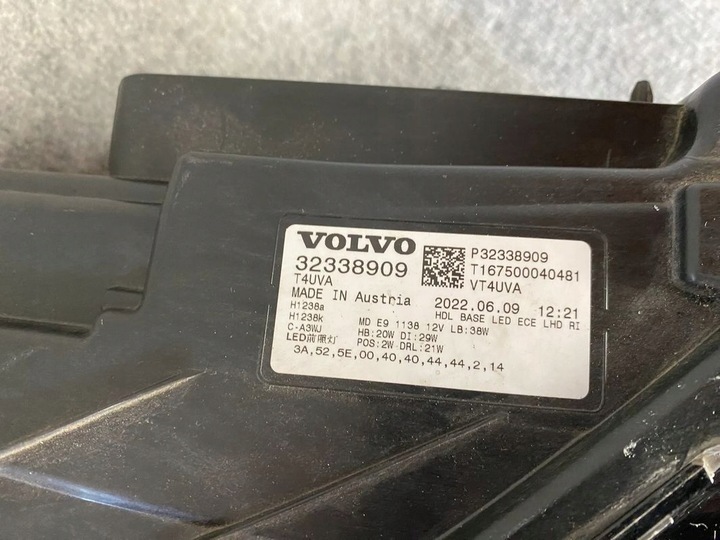 VOLVO
32338909
T4UVA
MADE IN Austria
P32338909
T167500040481
VT4UVA
2022.06.09 12:21
HDL BASE LED ECE LHD RI
H1238a
H1238k
C-A3WJ
LED前照灯
MD E9 1138 12V LB:38W
HB:20W DI:29W
POS:2W DRL:21W
3A,52,5E,00,40,40,44,44,2,14